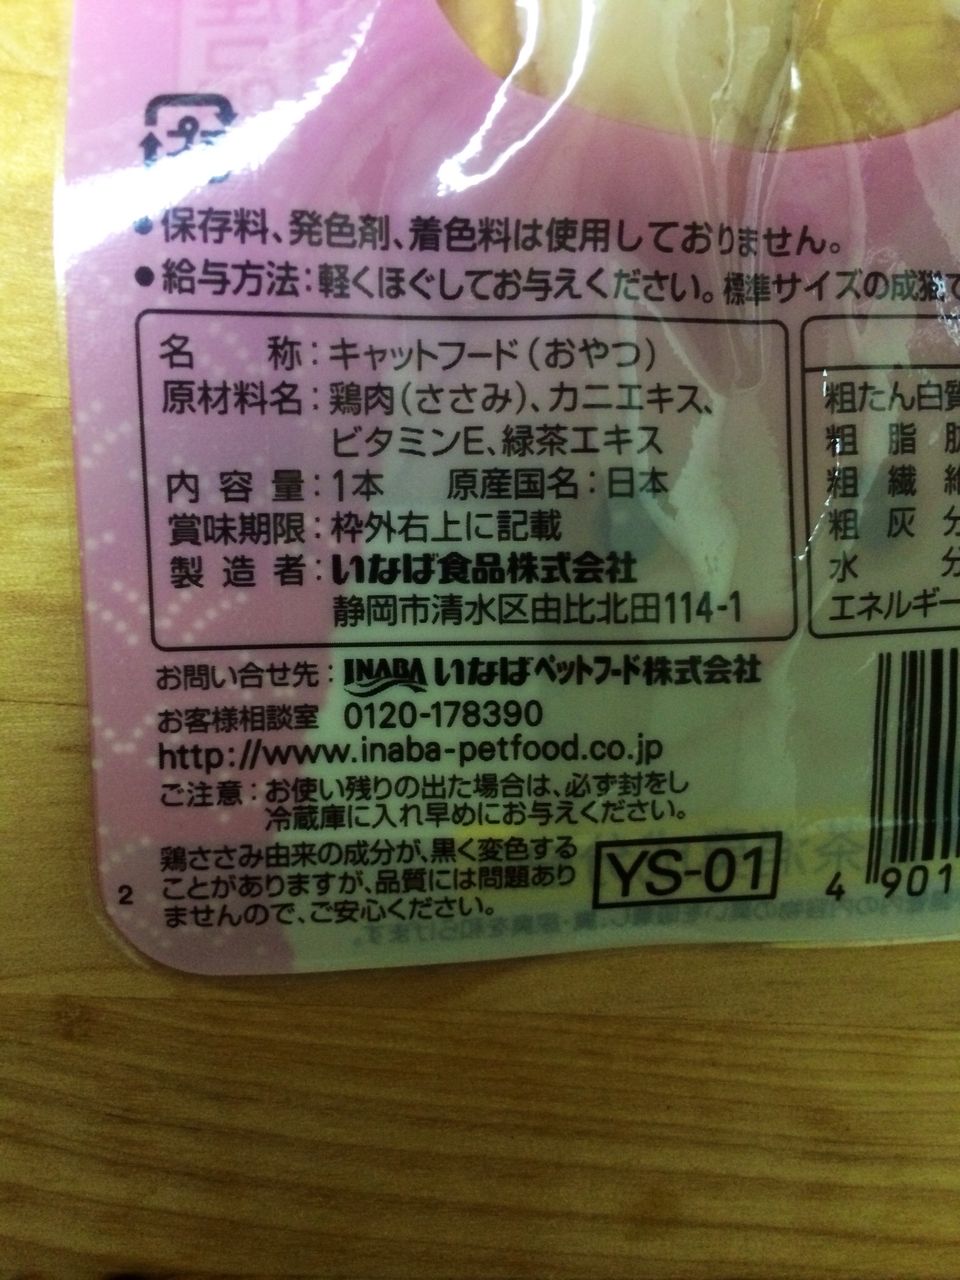 プラ
●保存料、発色剤、着色料は使用しておりません。
●給与方法：軽くほぐしてお与えください。標準サイズの成猫で
名　称：キャットフード（おやつ）
原材料名：鶏肉（ささみ）、カニエキス、
ビタミンE、緑茶エキス
内容量：1本　原産国名：日本
賞味期限：枠外右上に記載
製造者：いなば食品株式会社
静岡市清水区由比北田114-1
粗たん白質
粗脂肪
粗繊維
粗灰分
水分
エネルギー
お問い合せ先：INABA いなばペットフード株式会社
お客様相談室 0120-178390
http://www.inaba-petfood.co.jp
ご注意：お使い残りの出た場合は、必ず封をし
冷蔵庫に入れ早めにお与えください。
鶏ささみ由来の成分が、黒く変色する
ことがありますが、品質には問題あり
ませんので、ご安心ください。
YS-01
2
4 901